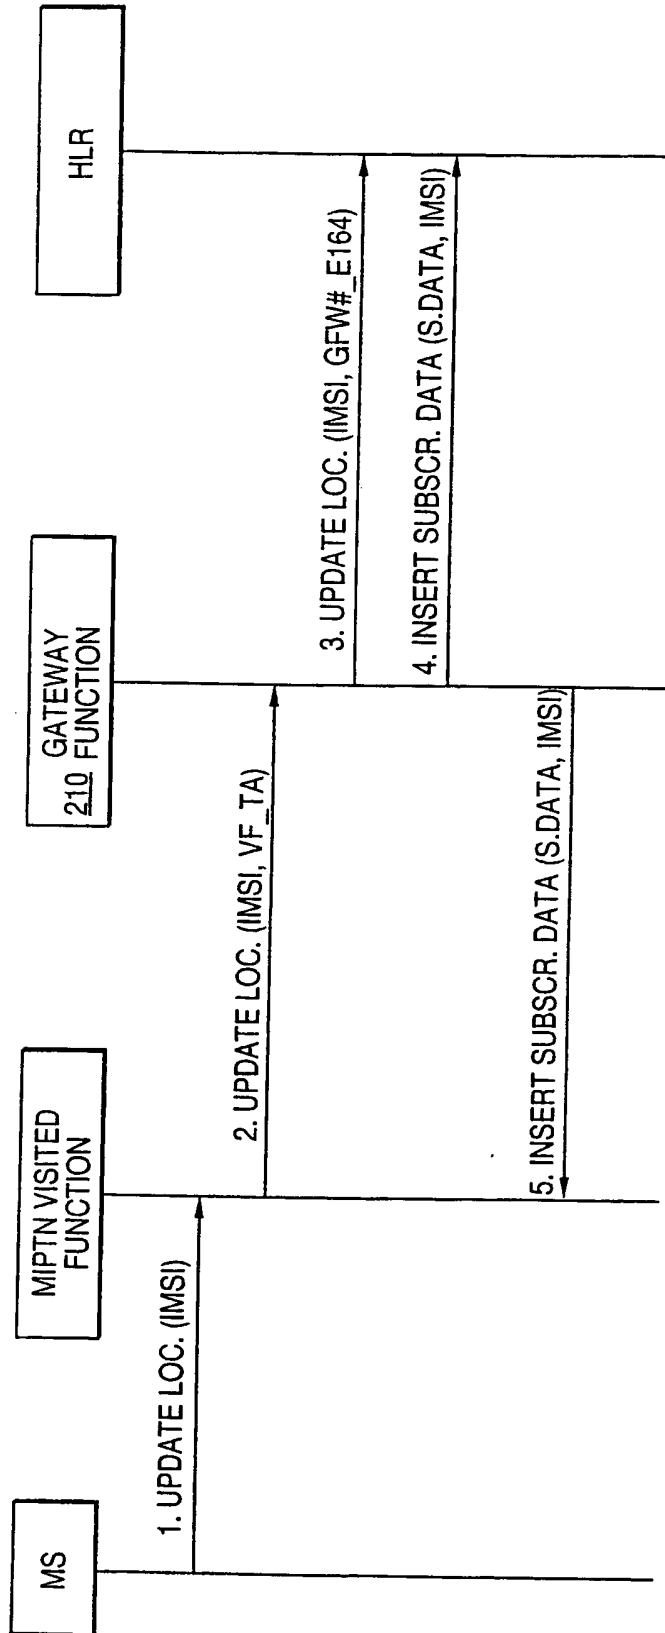 MS
MIPTN VISITED
FUNCTION
GATEWAY
210 FUNCTION
HLR
1. UPDATE LOC. (IMSI)
2. UPDATE LOC. (IMSI, VF_TA)
3. UPDATE LOC. (IMSI, GFW#_E164)
4. INSERT SUBSCR. DATA (S.DATA, IMSI)
5. INSERT SUBSCR. DATA (S.DATA, IMSI)